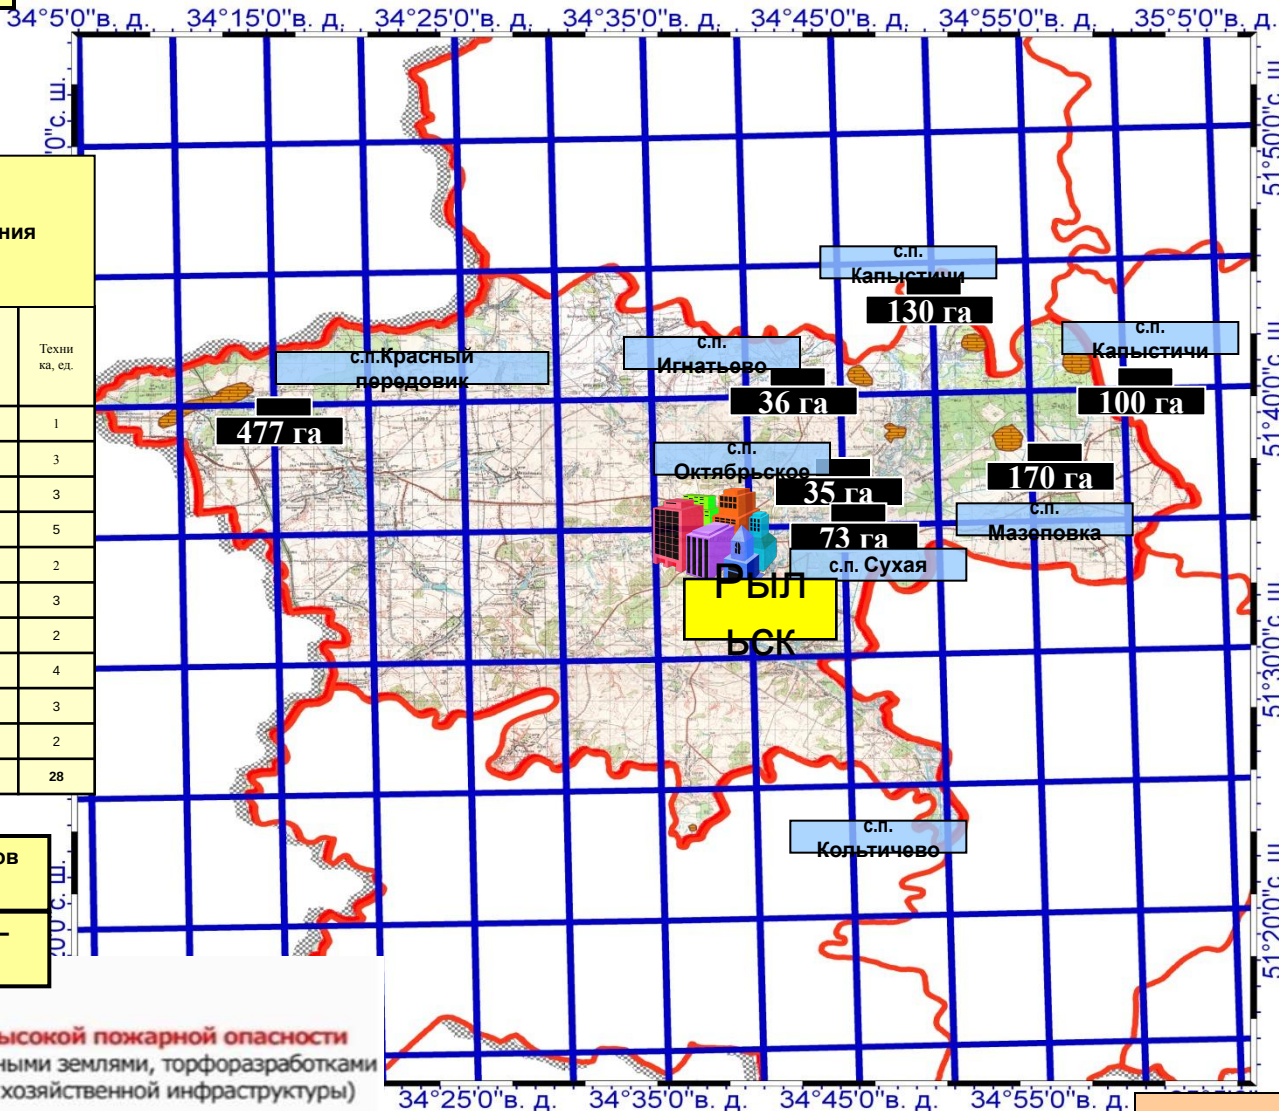 34°5'0"в. д. 34°15'0"в. д. 34°25'0"в. д. 34°35'0"в. д. 34°45'0"в. д. 34°55'0"в. д. 35°5'0"в. д.
0"с. ш.
51°50'0"с. ш.
ния
Техни
ка, ед.
1
3
3
5
2
3
2
4
3
2
28
с.п.
Капыстичи
130 га
с.п.
Капыстичи
100 га
с.п.
Игнатьево
36 га
с.п.Красный
передовик
477 га
51°40'0"с. ш.
с.п.
Октябрьское
35 га
170 га
с.п.
Мазеповка
73 га
с.п. Сухая
Рыл
ьск
51°30'0"с. ш.
с.п.
Кольтичево
ов
–
20'0"с. ш.
51°20'0"с. ш.
ысокой пожарной опасности
ными землями, торфоразработками
хозяйственной инфраструктуры)
34°25'0"в. д. 34°35'0"в. д. 34°45'0"в. д. 34°55'0"в. д.